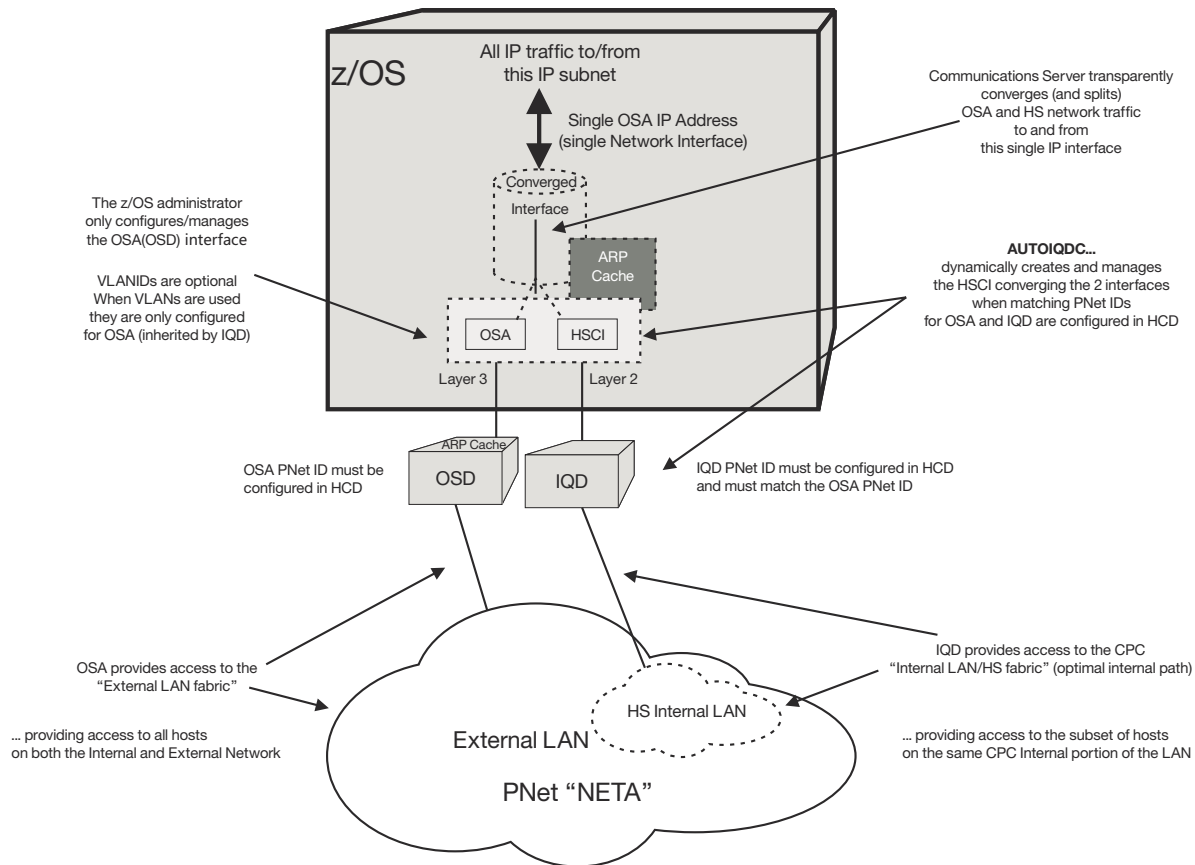 z/OS
All IP traffic to/from
this IP subnet
Single OSA IP Address
(single Network Interface)
Converged
Interface
ARP
Cache
OSA
HSCI
Layer 3
Layer 2
Communications Server transparently
converges (and splits)
OSA and HS network traffic
to and from
this single IP interface
The z/OS administrator
only configures/manages
the OSA(OSD) interface
VLANIDs are optional
When VLANs are used
they are only configured
for OSA (inherited by IQD)
AUTOIQDC...
dynamically creates and manages
the HSCI converging the 2 interfaces
when matching PNet IDs
for OSA and IQD are configured in HCD
ARP Cache
OSD
IQD
OSA PNet ID must be
configured in HCD
IQD PNet ID must be configured in HCD
and must match the OSA PNet ID
OSA provides access to the
“External LAN fabric”
... providing access to all hosts
on both the Internal and External Network
IQD provides access to the CPC
“Internal LAN/HS fabric” (optimal internal path)
... providing access to the subset of hosts
on the same CPC Internal portion of the LAN
HS Internal LAN
External LAN
PNet “NETA”